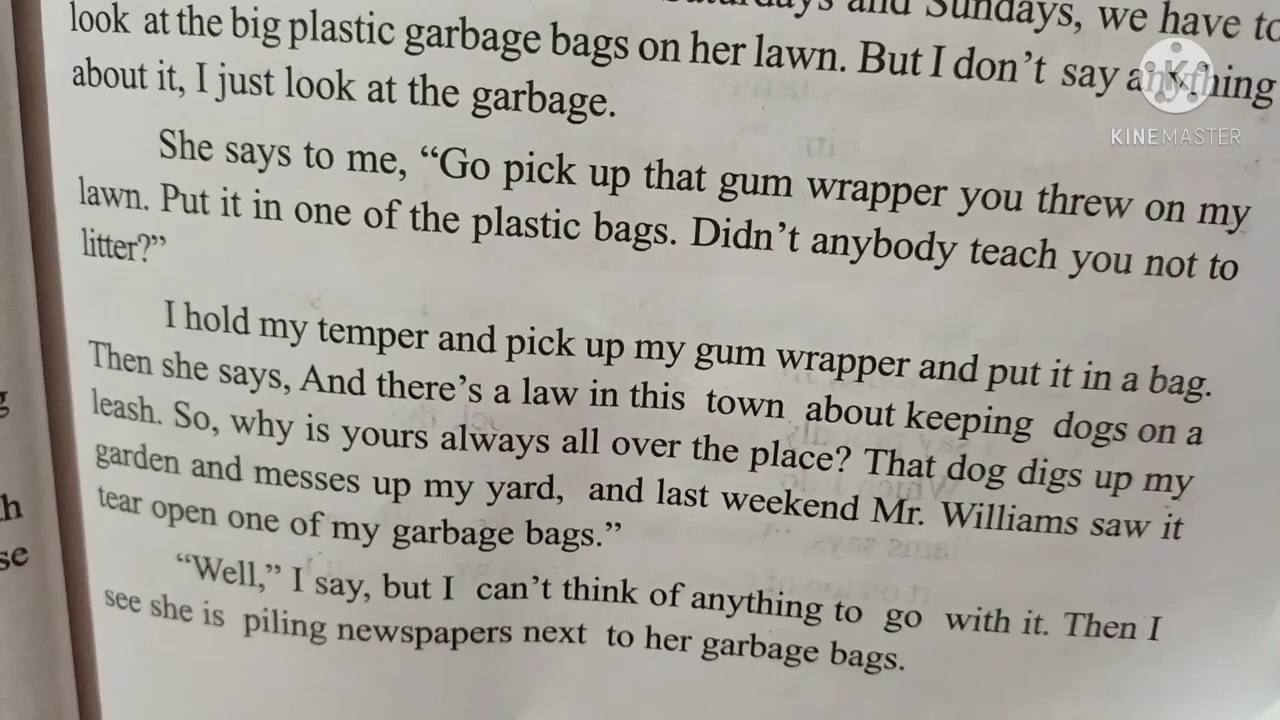 and Sundays, we have to
look at the big plastic garbage bags on her lawn. But I don't say anything
about it, I just look at the garbage.
She says to me, “Go pick up that gum wrapper you threw on my
lawn. Put it in one of the plastic bags. Didn't anybody teach you not to
litter?”
I hold my temper and pick up my gum wrapper and put it in a bag.
Then she says, And there's a law in this town about keeping dogs on a
leash. So, why is yours always all over the place? That dog digs up my
garden and messes up my yard, and last weekend Mr. Williams saw it
tear open one of my garbage bags.”
“Well,” I say, but I can't think of anything to go with it. Then I
see she is piling newspapers next to her garbage bags.
KINEMASTER